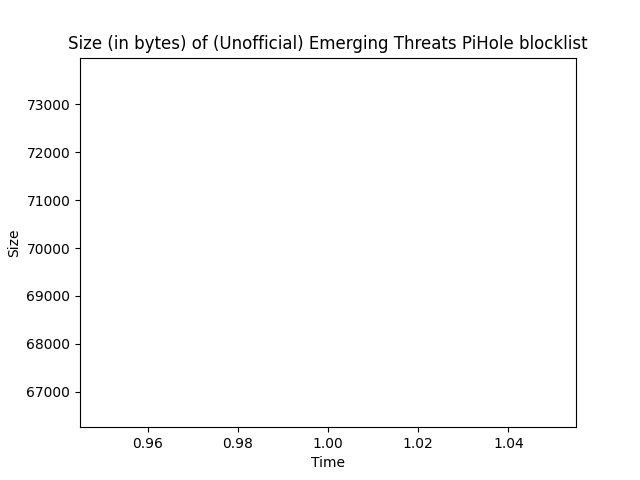 Size (in bytes) of (Unofficial) Emerging Threats PiHole blocklist
73000
72000
71000
70000
69000
68000
67000
Size
0.96 0.98 1.00 1.02 1.04
Time